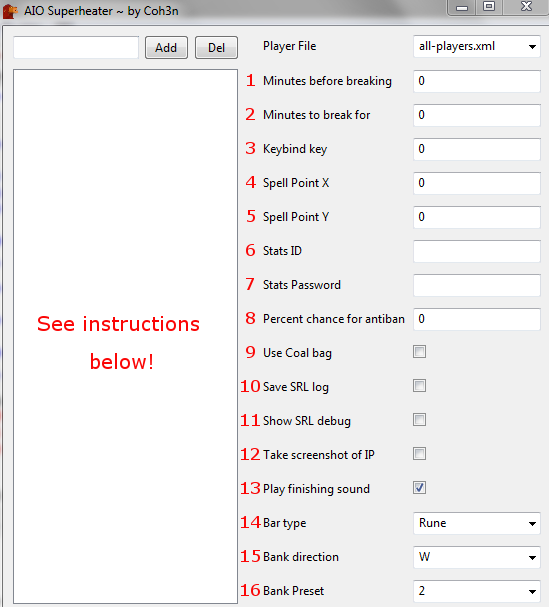 AIO Superheater ~ by Coh3n
Add Del Player File all-players.xml
1 Minutes before breaking 0
2 Minutes to break for 0
3 Keybind key 0
4 Spell Point X 0
5 Spell Point Y 0
6 Stats ID
7 Stats Password
8 Percent chance for antiban 0
See instructions
below!
9 Use Coal bag
10 Save SRL log
11 Show SRL debug
12 Take screenshot of IP
13 Play finishing sound
14 Bar type Rune
15 Bank direction W
16 Bank Preset 2